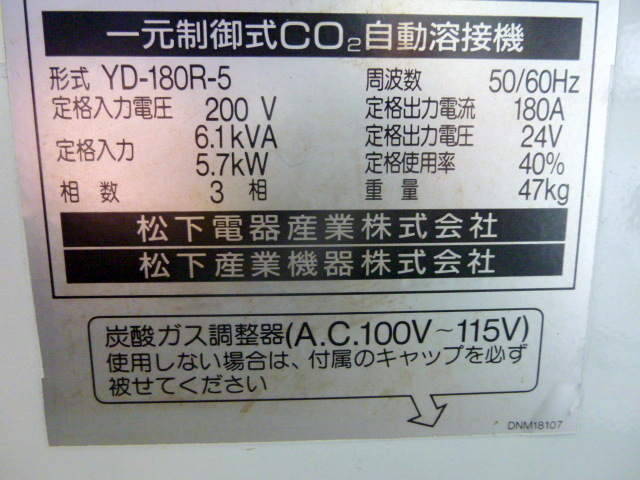 一元制御式CO₂自動溶接機
形式 YD-180R-5 周波数 50/60Hz
定格入力電圧 200 V 定格出力電流 180A
定格入力 6.1kVA 定格出力電圧 24V
5.7kW 定格使用率 40%
相数 3 相 重量 47kg
松下電器産業株式会社
松下産業機器株式会社
炭酸ガス調整器(A.C.100V～115V)
使用しない場合は、付属のキャップを必ず
被せてください
DNM18107